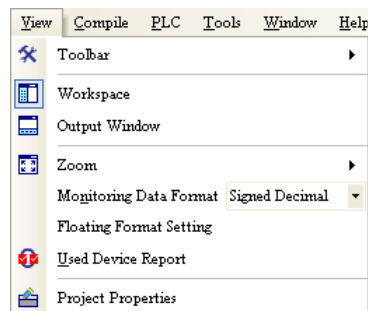 View Compile PLC Tools Window Help
Toolbar
Workspace
Output Window
Zoom
Monitoring Data Format Signed Decimal
Floating Format Setting
Used Device Report
Project Properties